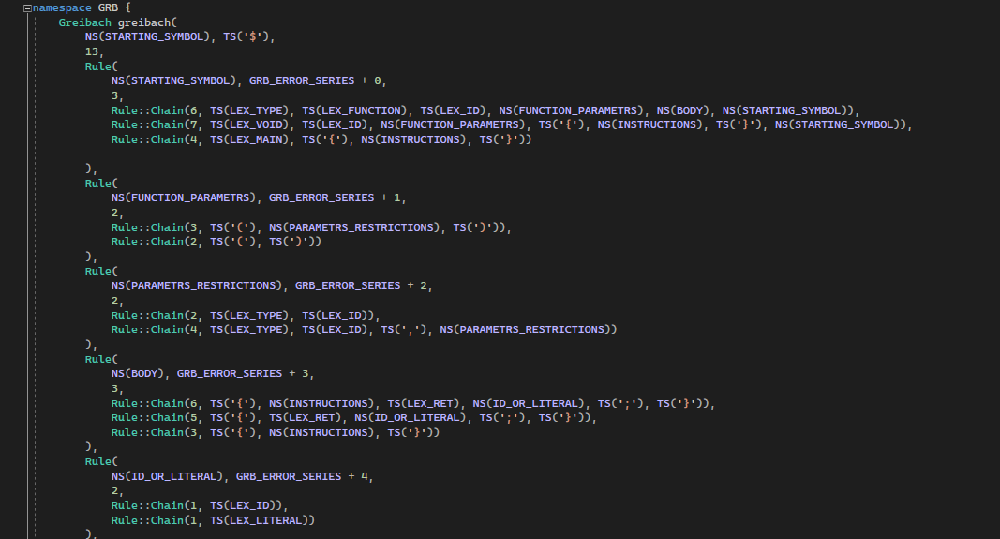 namespace GRB {
    Greibach greibach(
        NS(STARTING_SYMBOL), TS('$'),
        13,
        Rule(
            NS(STARTING_SYMBOL), GRB_ERROR_SERIES + 0,
            3,
            Rule::Chain(6, TS(LEX_TYPE), TS(LEX_FUNCTION), TS(LEX_ID), NS(FUNCTION_PARAMETRS), NS(BODY), NS(STARTING_SYMBOL)),
            Rule::Chain(7, TS(LEX_VOID), TS(LEX_ID), NS(FUNCTION_PARAMETRS), TS('{'), NS(INSTRUCTIONS), TS('}'), NS(STARTING_SYMBOL)),
            Rule::Chain(4, TS(LEX_MAIN), TS('{'), NS(INSTRUCTIONS), TS('}'))

        ),
        Rule(
            NS(FUNCTION_PARAMETRS), GRB_ERROR_SERIES + 1,
            2,
            Rule::Chain(3, TS('('), NS(PARAMETRS_RESTRICTIONS), TS(')')),
            Rule::Chain(2, TS('('), TS(')'))
        ),
        Rule(
            NS(PARAMETRS_RESTRICTIONS), GRB_ERROR_SERIES + 2,
            2,
            Rule::Chain(2, TS(LEX_TYPE), TS(LEX_ID)),
            Rule::Chain(4, TS(LEX_TYPE), TS(LEX_ID), TS(','), NS(PARAMETRS_RESTRICTIONS))
        ),
        Rule(
            NS(BODY), GRB_ERROR_SERIES + 3,
            3,
            Rule::Chain(6, TS('{'), NS(INSTRUCTIONS), TS(LEX_RET), NS(ID_OR_LITERAL), TS(';'), TS('}')),
            Rule::Chain(5, TS('{'), TS(LEX_RET), NS(ID_OR_LITERAL), TS(';'), TS('}')),
            Rule::Chain(3, TS('{'), NS(INSTRUCTIONS), TS('}'))
        ),
        Rule(
            NS(ID_OR_LITERAL), GRB_ERROR_SERIES + 4,
            2,
            Rule::Chain(1, TS(LEX_ID)),
            Rule::Chain(1, TS(LEX_LITERAL))
        ),